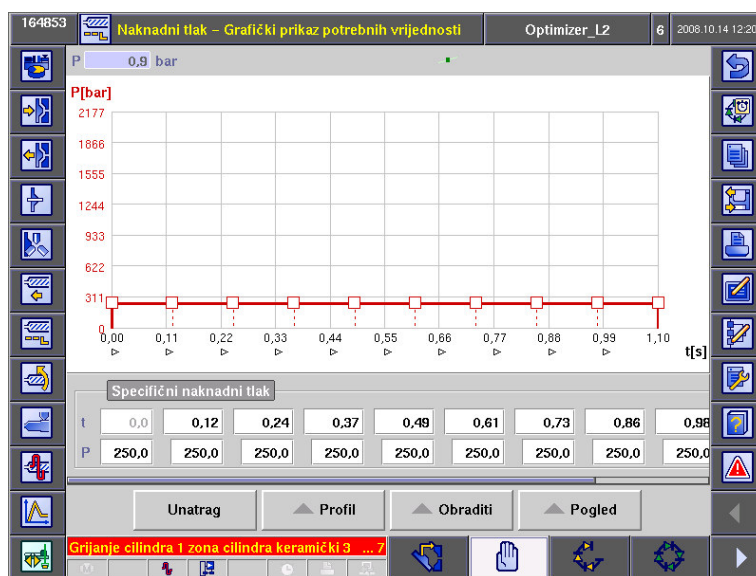 164853 Naknadni tlak – Grafički prikaz potrebnih vrijednosti Optimizer_L2 6 2008.10.14 12:20
P 0,9 bar
P[bar]
2177
1866
1555
1244
933
622
311
0
0,00 0,11 0,22 0,33 0,44 0,55 0,66 0,77 0,88 0,99 1,10
t[s]
Specifični naknadni tlak
t 0,0 0,12 0,24 0,37 0,49 0,61 0,73 0,86 0,98
P 250,0 250,0 250,0 250,0 250,0 250,0 250,0 250,0 250,0
Unatrag Profil Obraditi Pogled
Grijanje cilindra 1 zona cilindra keramički 3 ... 7